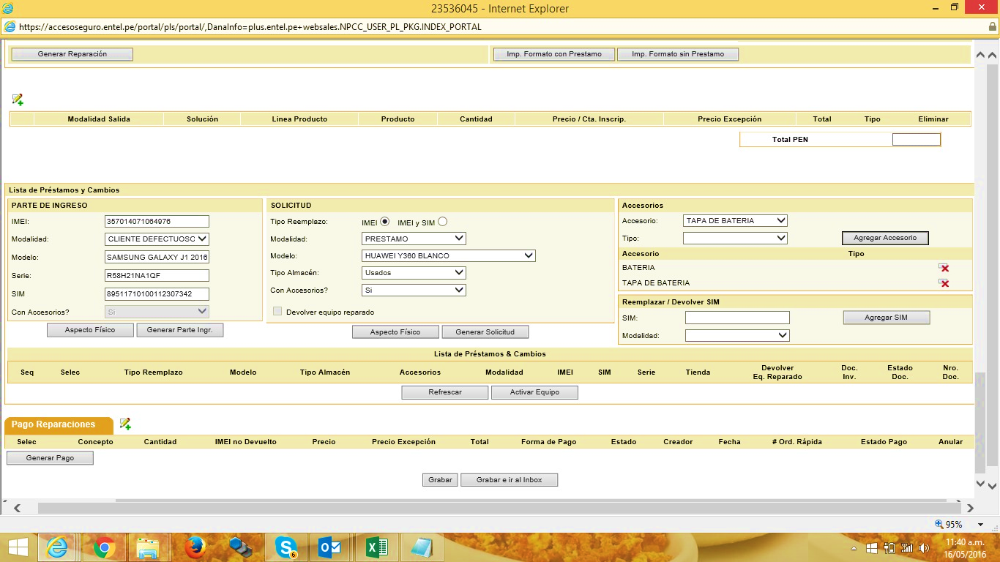 23536045 - Internet Explorer
https://accesoseguro.entel.pe/portal/pls/portal/,DanaInfo=plus.entel.pe+websales.NPCC_USER_PL_PKG.INDEX_PORTAL
Generar Reparación Imp. Formato con Prestamo Imp. Formato sin Prestamo
Modalidad Salida Solución Linea Producto Producto Cantidad Precio / Cta. Inscrip. Precio Excepción Total Tipo Eliminar
Total PEN
Lista de Préstamos y Cambios
PARTE DE INGRESO
IMEI: 357014071064976
Modalidad: CLIENTE DEFECTUOSO
Modelo: SAMSUNG GALAXY J1 2016
Serie: R58H21NA1QF
SIM 89511710100112307342
Con Accesorios? Si
Aspecto Físico Generar Parte Ingr.
SOLICITUD
Tipo Reemplazo: IMEI IMEI y SIM
Modalidad: PRESTAMO
Modelo: HUAWEI Y360 BLANCO
Tipo Almacén: Usados
Con Accesorios? Si
Devolver equipo reparado
Aspecto Físico Generar Solicitud
Accesorios
Accesorio: TAPA DE BATERIA
Tipo: Agregar Accesorio
Accesorio Tipo
BATERIA
TAPA DE BATERIA
Reemplazar / Devolver SIM
SIM: Agregar SIM
Modalidad:
Lista de Préstamos & Cambios
Seq Selec Tipo Reemplazo Modelo Tipo Almacén Accesorios Modalidad IMEI SIM Serie Tienda Devolver Eq. Reparado Doc. Inv. Estado Doc. Nro. Doc.
Refrescar Activar Equipo
Pago Reparaciones
Selec Concepto Cantidad IMEI no Devuelto Precio Precio Excepción Total Forma de Pago Estado Creador Fecha # Ord. Rápida Estado Pago Anular
Generar Pago
Grabar Grabar e ir al Inbox
95%
6
11:40 a.m.
16/05/2016